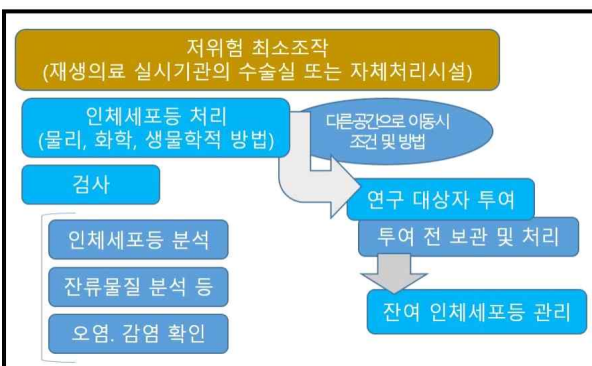 저위험 최소조작
(재생의료 실시기관의 수술실 또는 자체처리시설)
인체세포등 처리
(물리, 화학, 생물학적 방법)
다른공간으로 이동시
조건 및 방법
검사
연구 대상자 투여
투여 전 보관 및 처리
인체세포등 분석
잔류물질 분석 등
오염. 감염 확인
잔여 인체세포등 관리